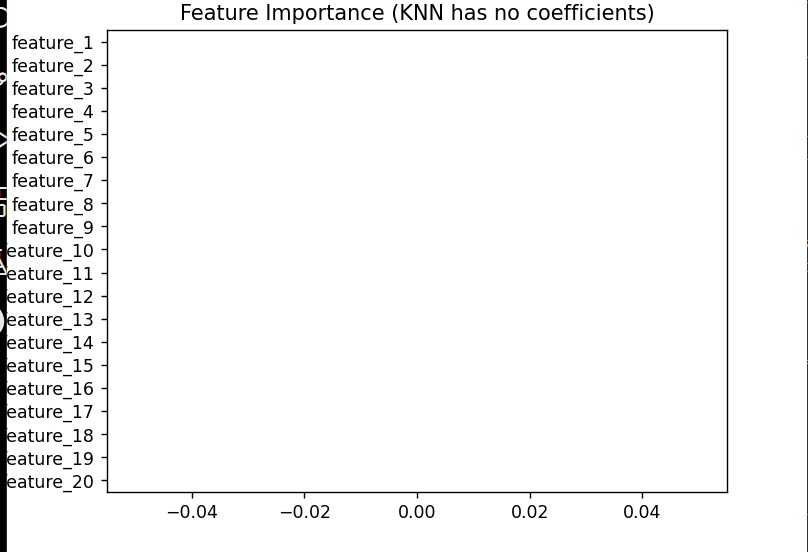 Feature Importance (KNN has no coefficients)
feature_1
feature_2
feature_3
feature_4
feature_5
feature_6
feature_7
feature_8
feature_9
eature_10
eature_11
eature_12
eature_13
eature_14
eature_15
eature_16
eature_17
eature_18
eature_19
eature_20
−0.04 −0.02 0.00 0.02 0.04